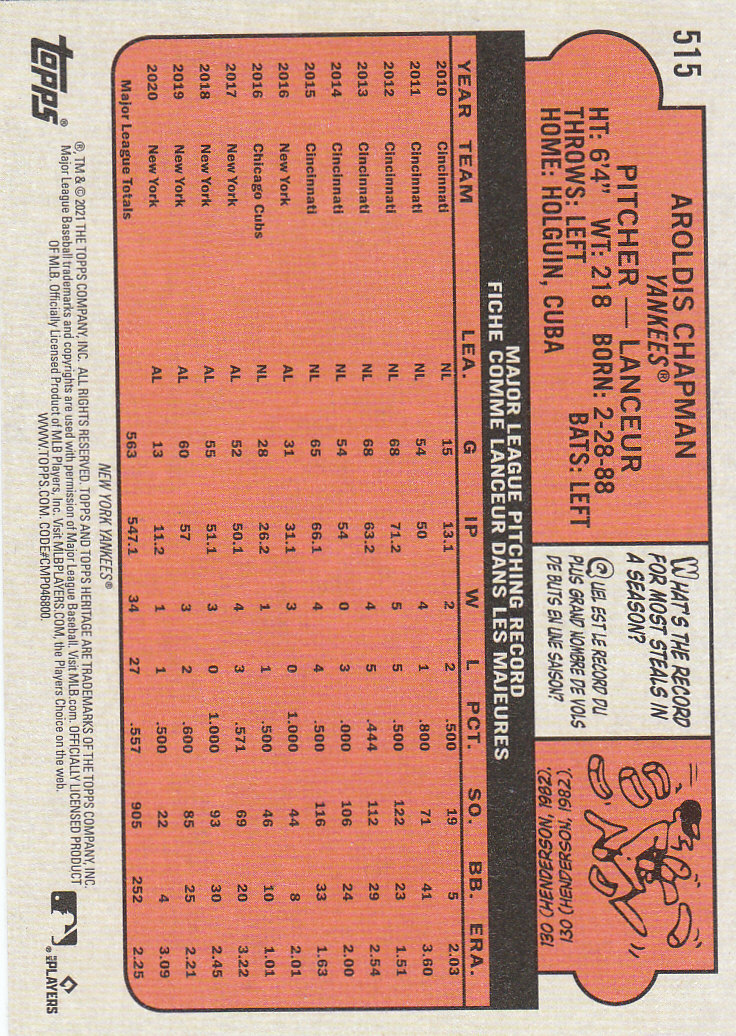 515
AROLDIS CHAPMAN
YANKEES®
PITCHER — LANCEUR
HT: 6'4" WT: 218 BORN: 2-28-88
THROWS: LEFT BATS: LEFT
HOME: HOLGUIN, CUBA
WHAT'S THE RECORD
FOR MOST STEALS IN
A SEASON?
QUEL EST LE RECORD DU
PLUS GRAND NOMBRE DE VOLS
DE BUTS EN UNE SAISON?
130 (HENDERSON, 1982).
130 (HENDERSON, 1982).
MAJOR LEAGUE PITCHING RECORD
FICHE COMME LANCEUR DANS LES MAJEURES
YEAR TEAM LEA. G IP W L PCT. SO. BB. ERA.
2010 Cincinnati NL 15 13.1 2 2 .500 19 5 2.03
2011 Cincinnati NL 54 50 4 1 .800 71 41 3.60
2012 Cincinnati NL 68 71.2 5 5 .500 122 23 1.51
2013 Cincinnati NL 68 63.2 4 5 .444 112 29 2.54
2014 Cincinnati NL 54 54 0 3 .000 106 24 2.00
2015 Cincinnati NL 65 66.1 4 4 .500 116 33 1.63
2016 New York AL 31 31.1 3 0 1.000 44 8 2.01
2016 Chicago Cubs NL 28 26.2 1 1 .500 46 10 1.01
2017 New York AL 52 50.1 4 3 .571 69 20 3.22
2018 New York AL 55 51.1 3 0 1.000 93 30 2.45
2019 New York AL 60 57 3 2 .600 85 25 2.21
2020 New York AL 13 11.2 1 1 .500 22 4 3.09
Major League Totals 563 547.1 34 27 .557 905 252 2.25
NEW YORK YANKEES®
topps®
®, TM & © 2021 THE TOPPS COMPANY, INC. ALL RIGHTS RESERVED. TOPPS AND TOPPS HERITAGE ARE TRADEMARKS OF THE TOPPS COMPANY, INC.
Major League Baseball trademarks and copyrights are used with permission of Major League Baseball. Visit MLB.com. OFFICIALLY LICENSED PRODUCT
OF MLB. Officially Licensed Product of MLB Players, Inc. Visit MLBPLAYERS.COM, the Players Choice on the web.
WWW.TOPPS.COM. CODE#CMP046800.
MLB PLAYERS